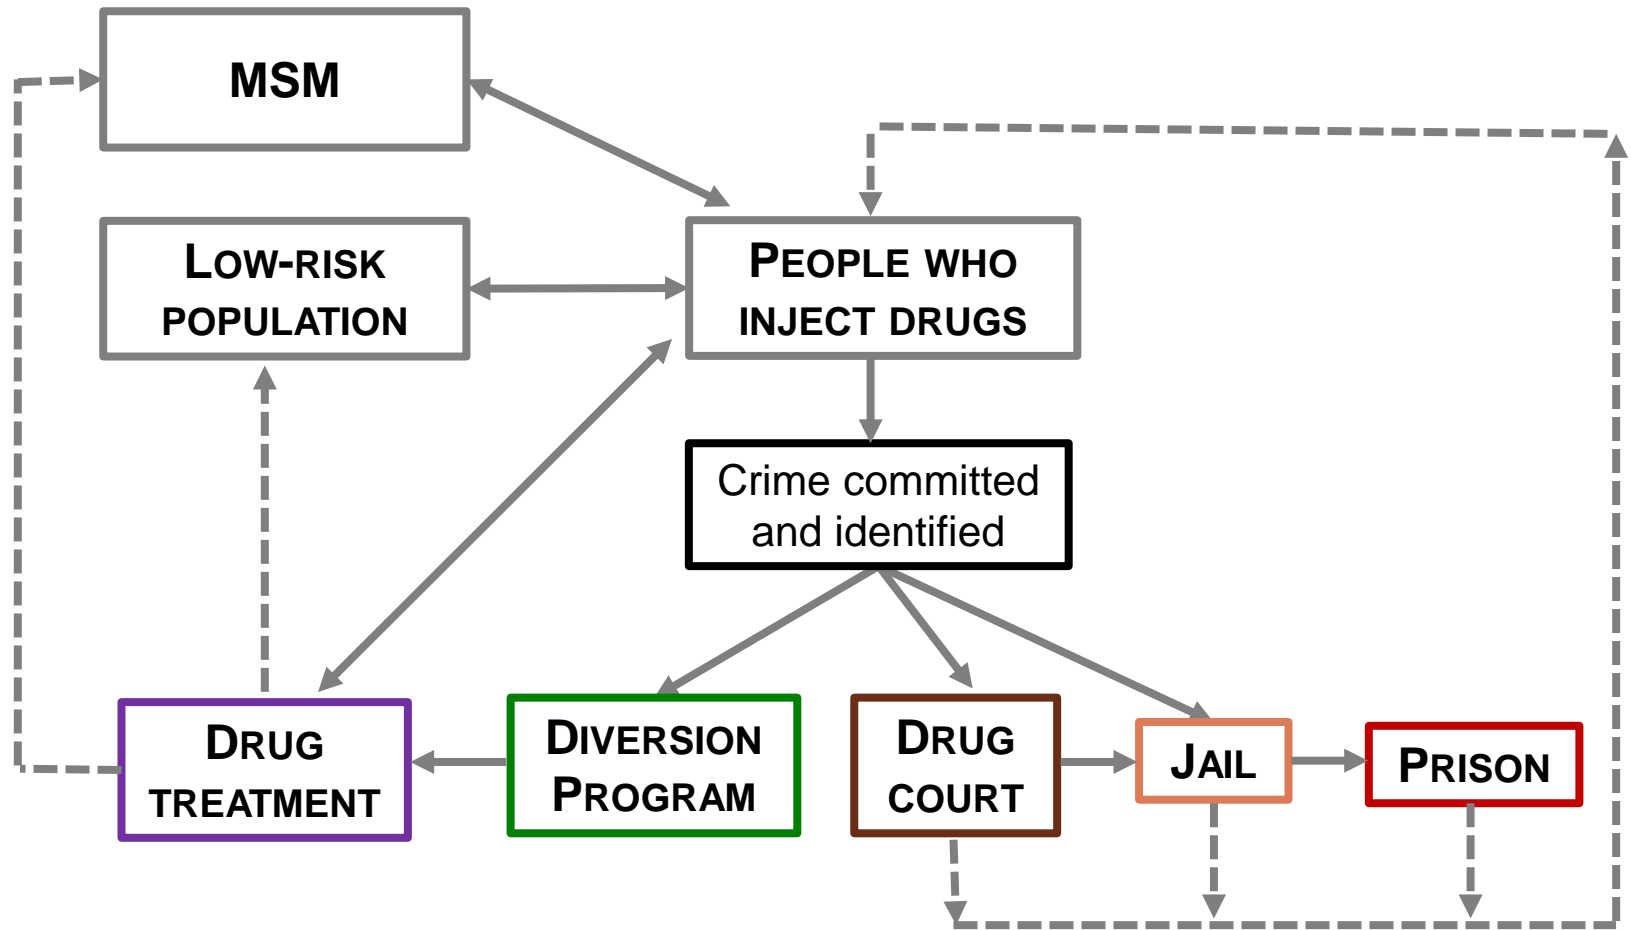 MSM
LOW-RISK
POPULATION
PEOPLE WHO
INJECT DRUGS
Crime committed
and identified
DRUG
TREATMENT
DIVERSION
PROGRAM
DRUG
COURT
JAIL
PRISON